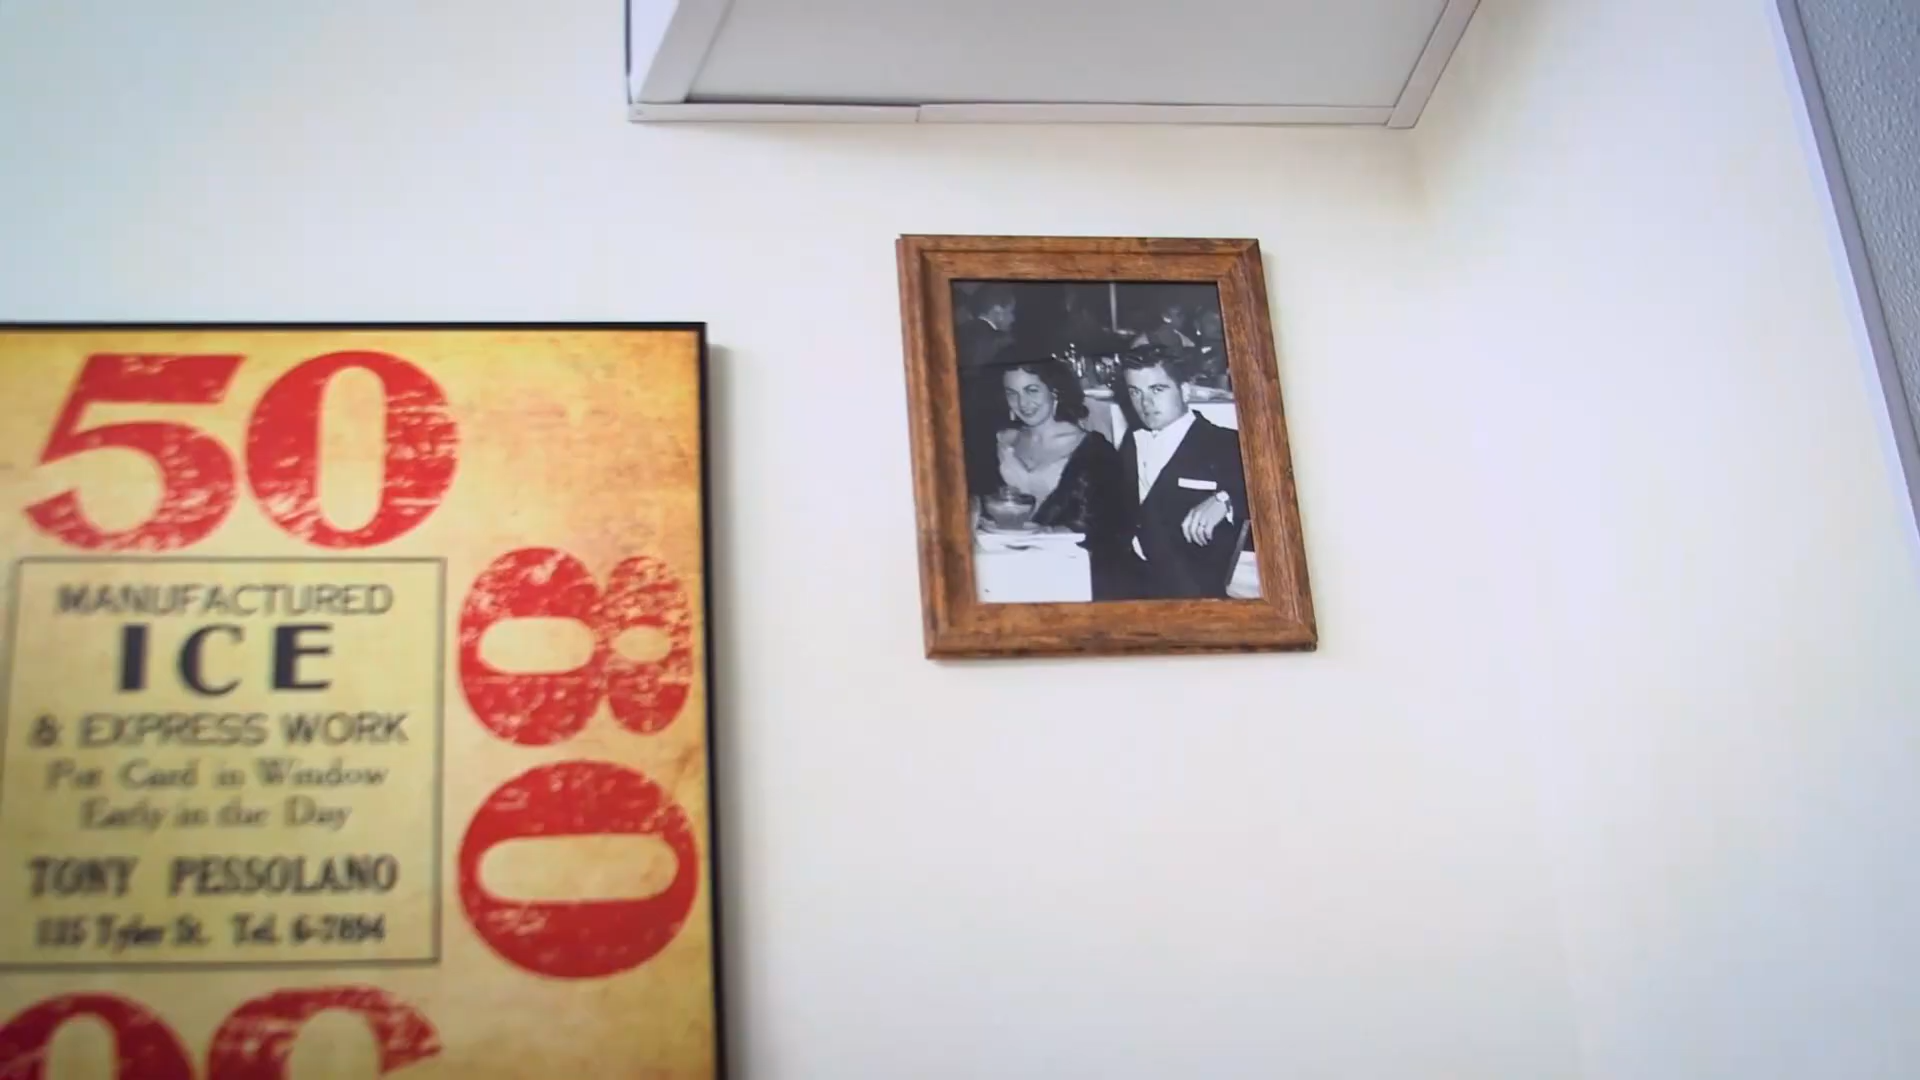 50
80
MANUFACTURED
ICE
& EXPRESS WORK
Put Card in Window
Early in the Day
TONY PESSOLANO
Tyler St. Tel. 6-7894